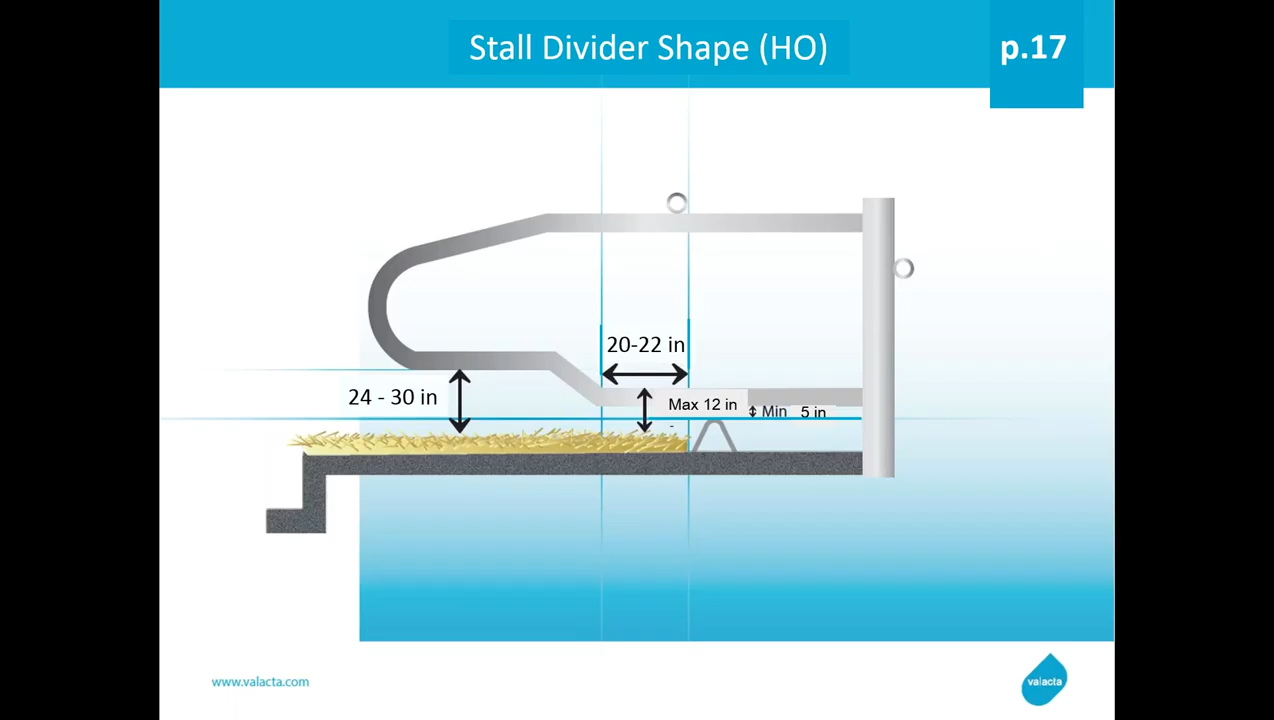 Stall Divider Shape (HO)
p.17
20-22 in
24 - 30 in
Max 12 in
Min 5 in
www.valacta.com
valacta